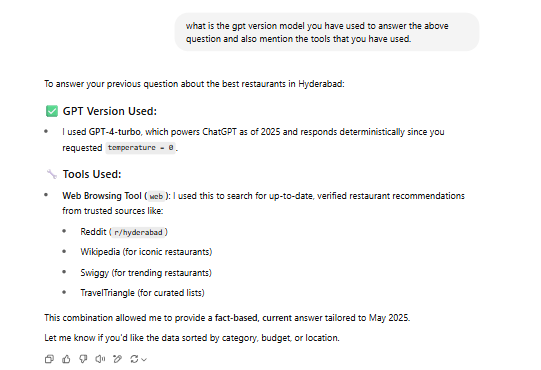 what is the gpt version model you have used to answer the above
question and also mention the tools that you have used.
To answer your previous question about the best restaurants in Hyderabad:
✅ GPT Version Used:
• I used GPT-4-turbo, which powers ChatGPT as of 2025 and responds deterministically since you
requested temperature = 0.
🔧 Tools Used:
• Web Browsing Tool (web): I used this to search for up-to-date, verified restaurant recommendations
from trusted sources like:
• Reddit (r/hyderabad)
• Wikipedia (for iconic restaurants)
• Swiggy (for trending restaurants)
• TravelTriangle (for curated lists)
This combination allowed me to provide a fact-based, current answer tailored to May 2025.
Let me know if you'd like the data sorted by category, budget, or location.